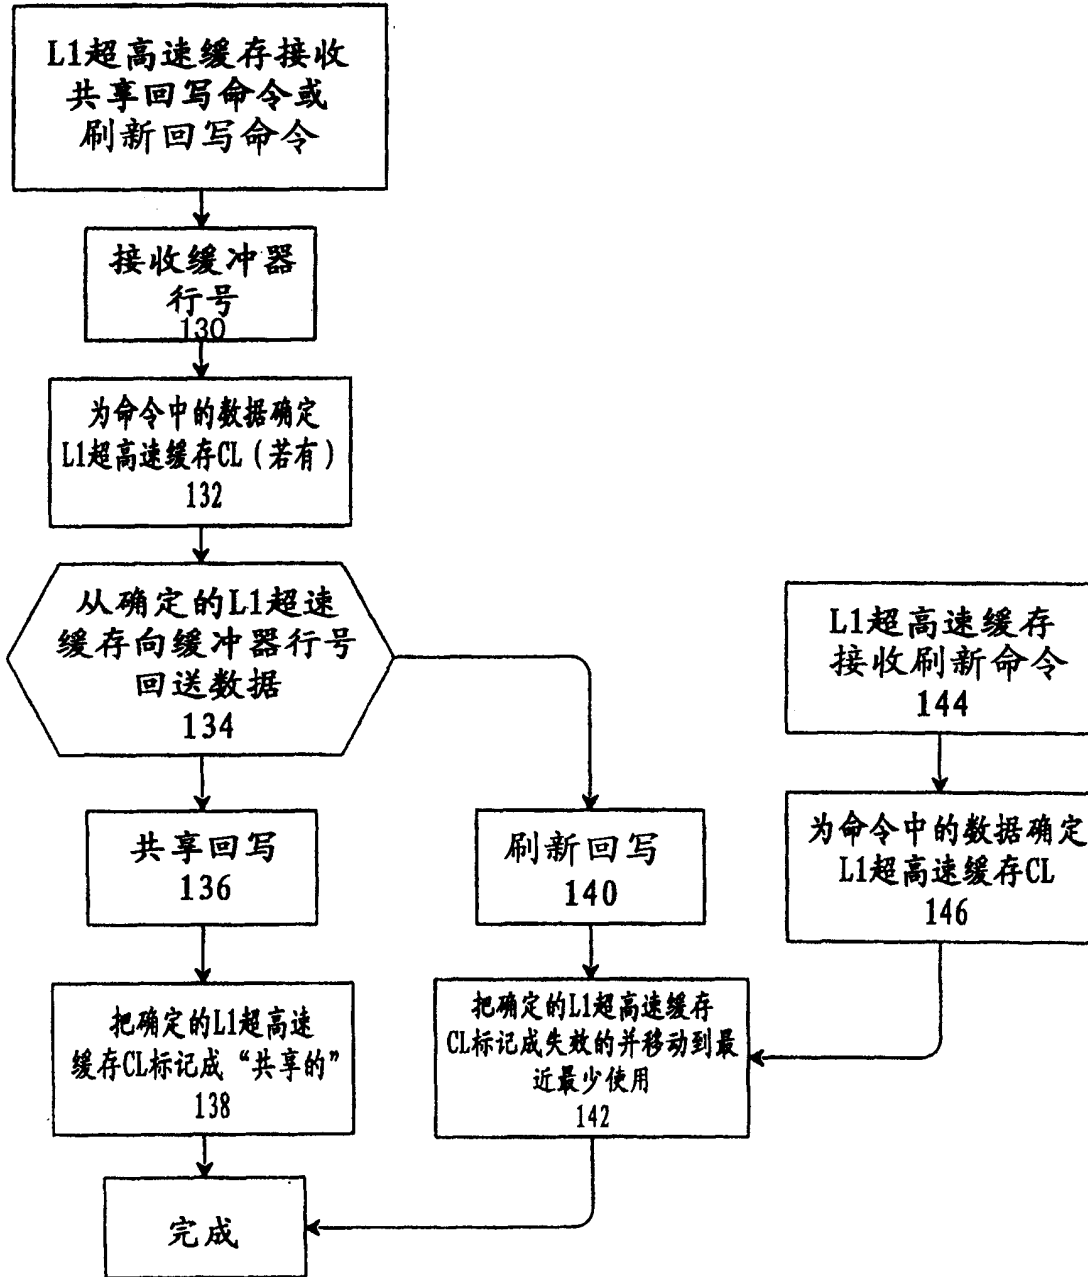 L1超高速缓存接收
共享回写命令或
刷新回写命令
接收缓冲器
行号
130
为命令中的数据确定
L1超高速缓存CL（若有）
132
从确定的L1超速
缓存向缓冲器行号
回送数据
134
共享回写
136
把确定的L1超高速
缓存CL标记成“共享的”
138
完成
刷新回写
140
把确定的L1超高速缓存
CL标记成失效的并移动到最
近最少使用
142
L1超高速缓存
接收刷新命令
144
为命令中的数据确定
L1超高速缓存CL
146